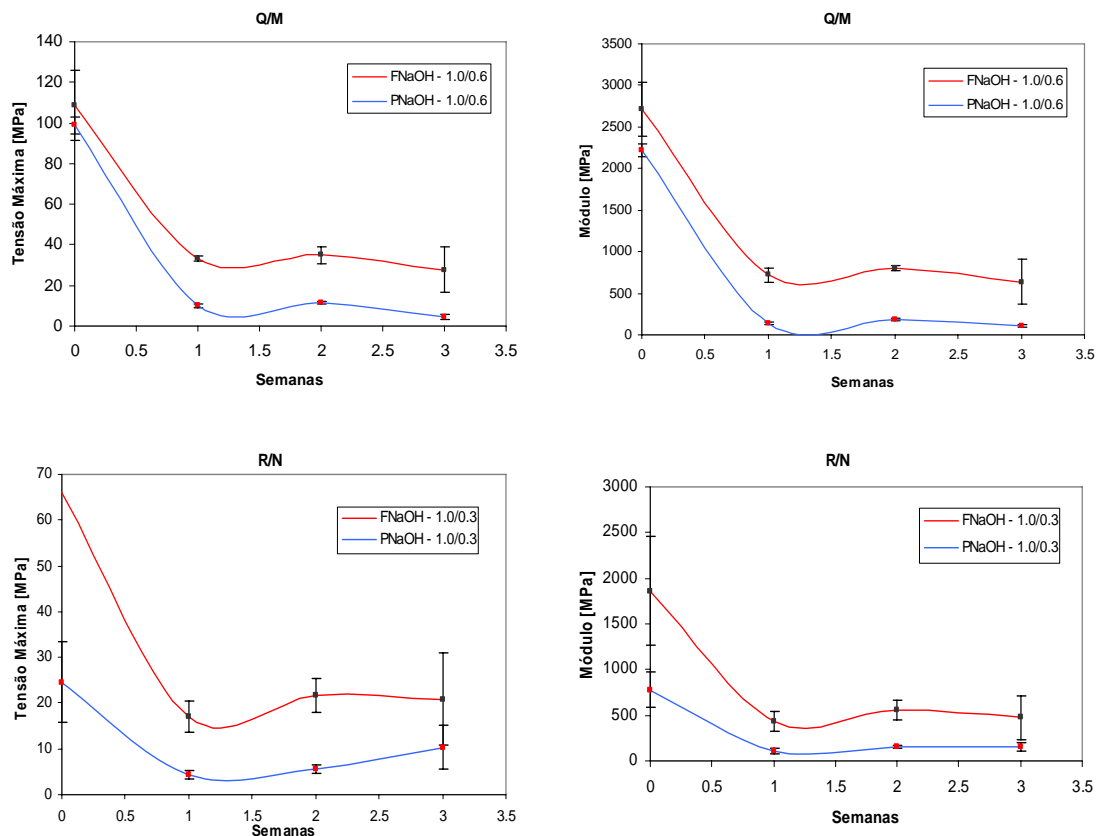 Q/M
140
120
100
80
60
40
20
0
Tensão Máxima [MPa]
FNaOH - 1.0/0.6
PNaOH - 1.0/0.6
0 0.5 1 1.5 2 2.5 3 3.5
Semanas
Q/M
3500
3000
2500
2000
1500
1000
500
0
Módulo [MPa]
FNaOH - 1.0/0.6
PNaOH - 1.0/0.6
0 0.5 1 1.5 2 2.5 3 3.5
Semanas
R/N
70
60
50
40
30
20
10
0
Tensão Máxima [MPa]
FNaOH - 1.0/0.3
PNaOH - 1.0/0.3
0 0.5 1 1.5 2 2.5 3 3.5
Semanas
R/N
3000
2500
2000
1500
1000
500
0
Módulo [MPa]
FNaOH - 1.0/0.3
PNaOH - 1.0/0.3
0 0.5 1 1.5 2 2.5 3 3.5
Semanas